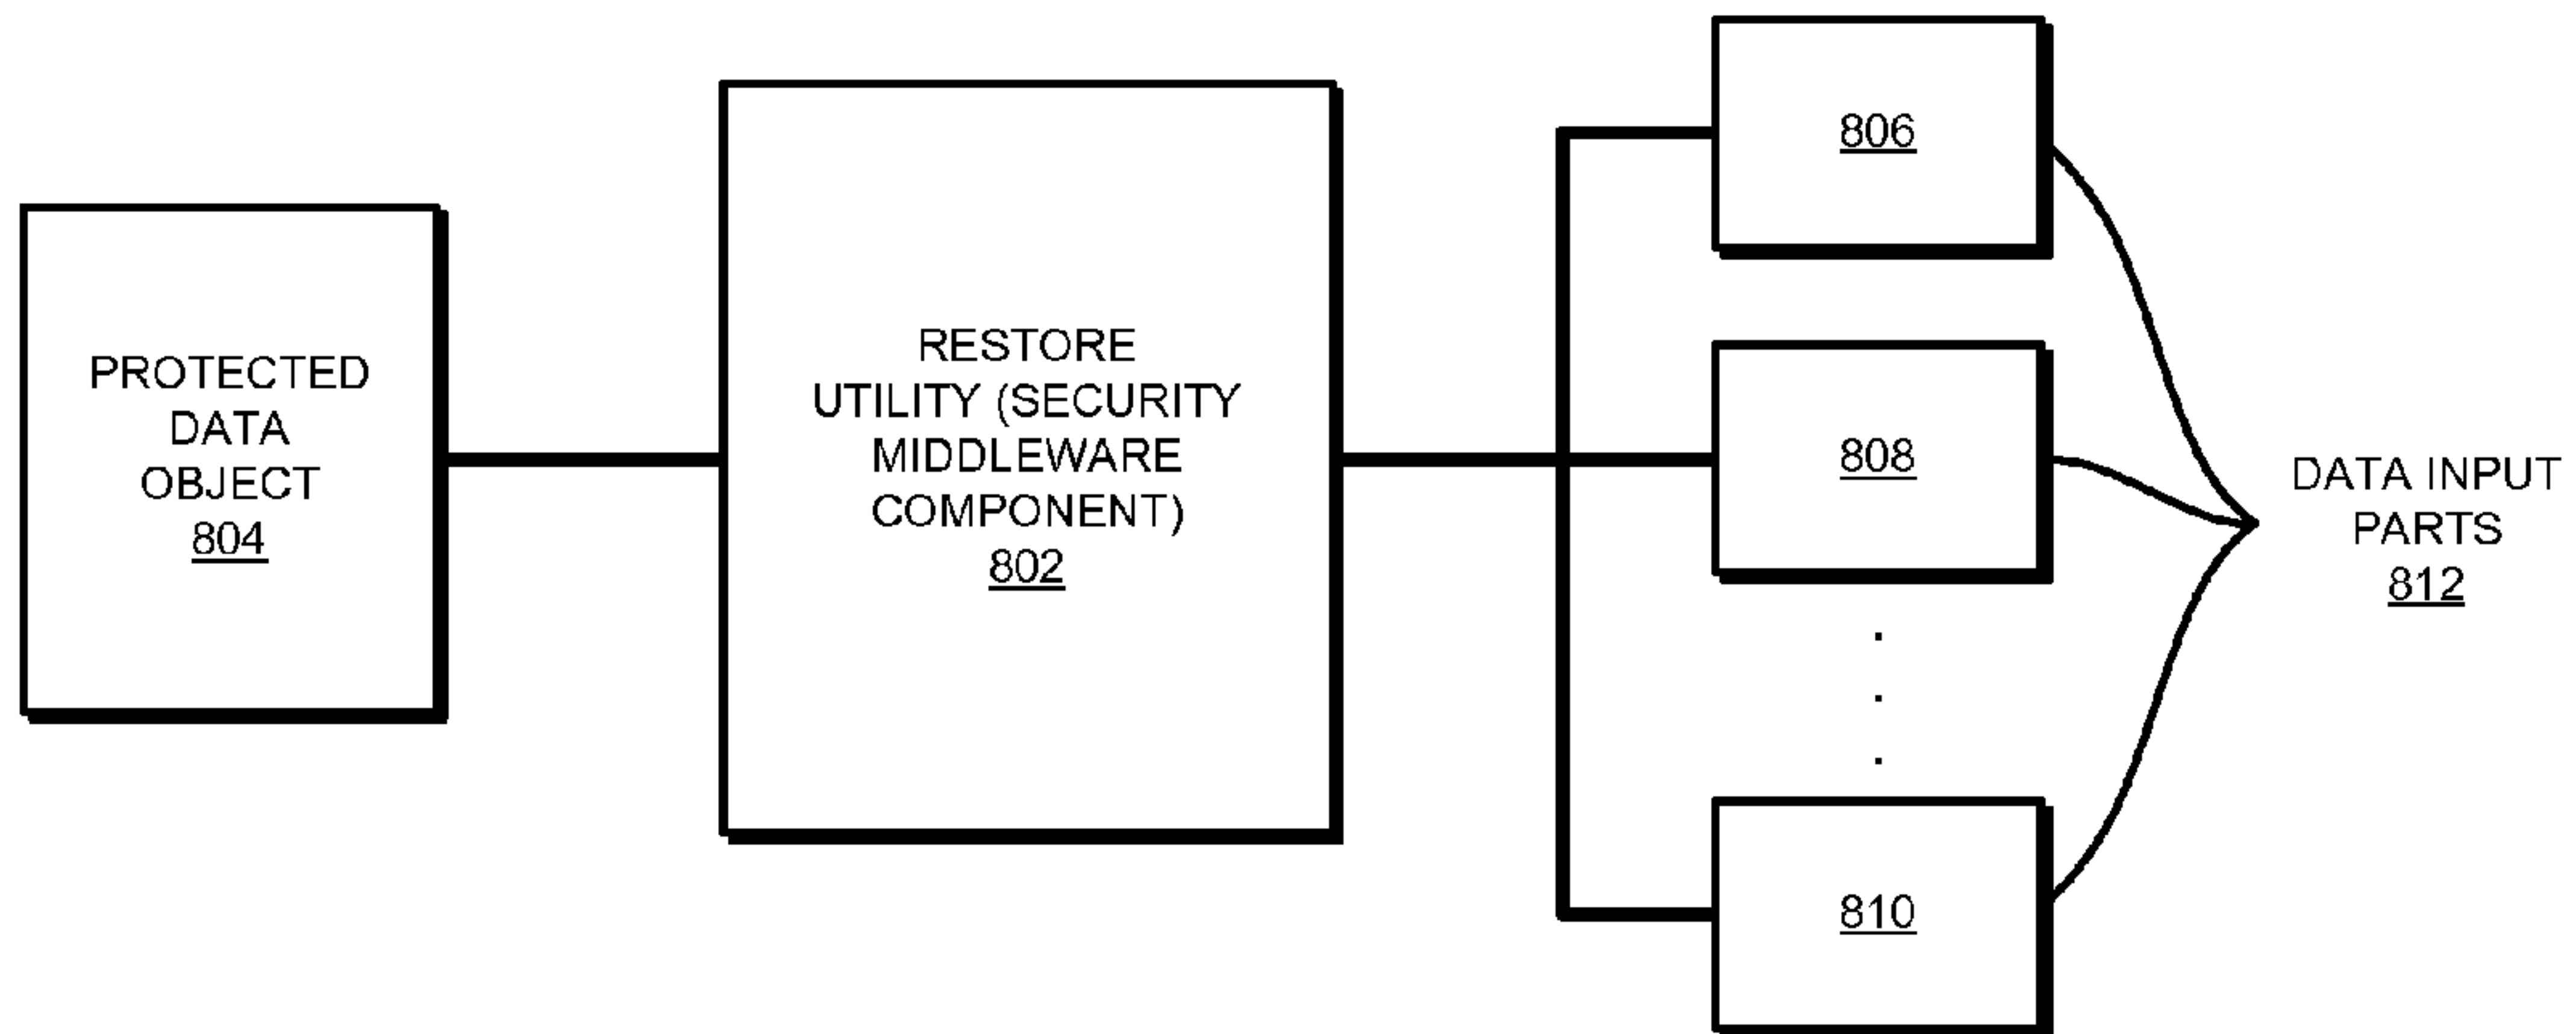 PROTECTED
DATA
OBJECT
804
RESTORE
UTILITY (SECURITY
MIDDLEWARE
COMPONENT)
802
806
808
810
DATA INPUT
PARTS
812